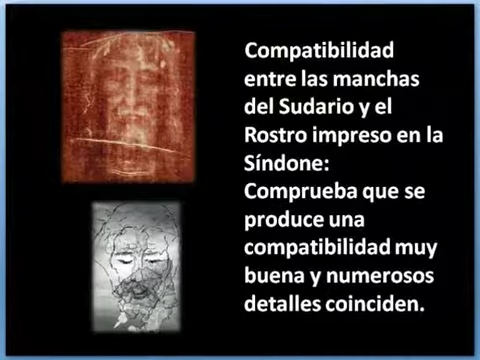 Compatibilidad
entre las manchas
del Sudario y el
Rostro impreso en la
Síndone:
Comprueba que se
produce una
compatibilidad muy
buena y numerosos
detalles coinciden.